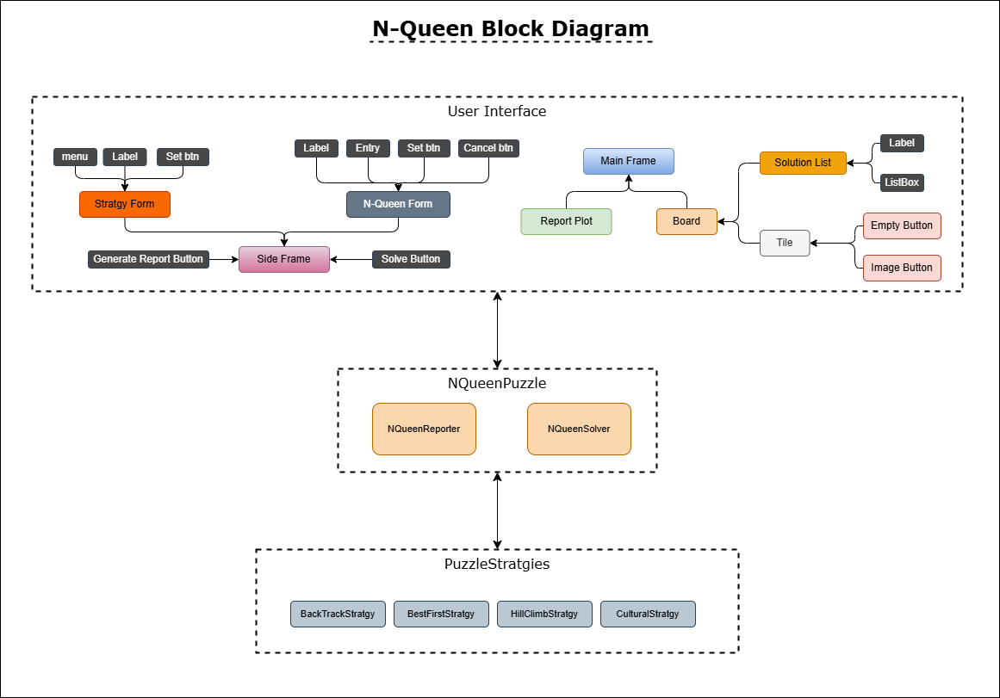 N-Queen Block Diagram
User Interface
menu
Label
Set btn
Label
Entry
Set btn
Cancel btn
Main Frame
Solution List
Label
ListBox
Stratgy Form
N-Queen Form
Report Plot
Board
Tile
Empty Button
Image Button
Generate Report Button
Side Frame
Solve Button
NQueenPuzzle
NQueenReporter
NQueenSolver
PuzzleStratgies
BackTrackStratgy
BestFirstStratgy
HillClimbStratgy
CulturalStratgy